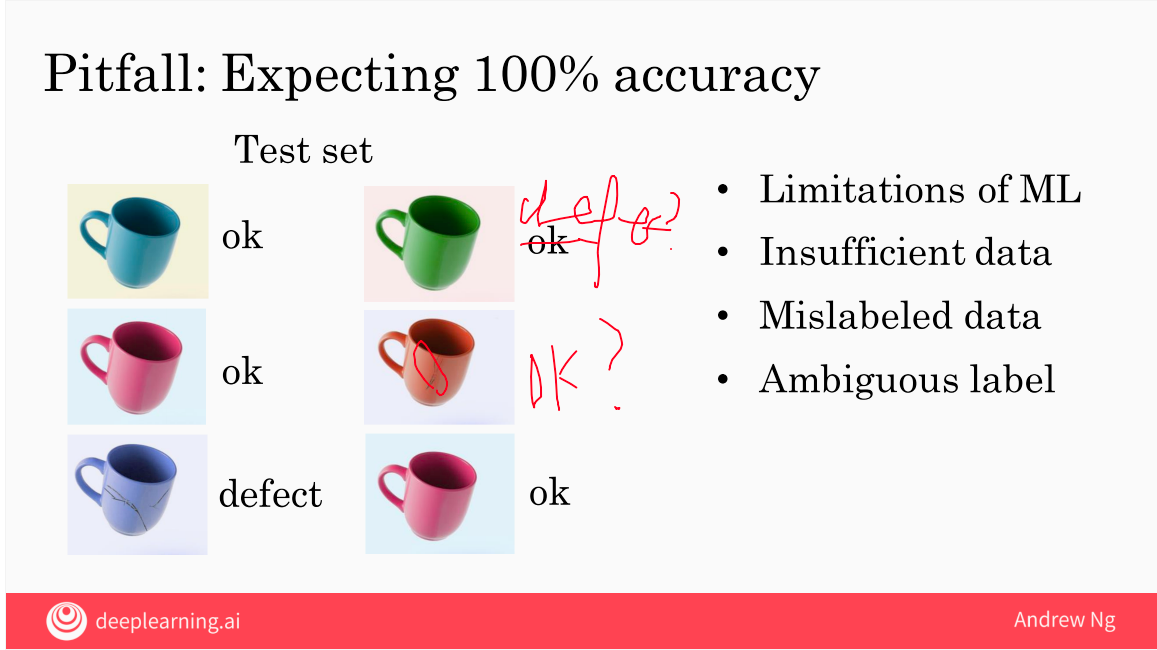 Pitfall: Expecting 100% accuracy
Test set
ok
ok
ok
OK?
defect
ok
Limitations of ML
Insufficient data
Mislabeled data
Ambiguous label
deeplearning.ai
Andrew Ng